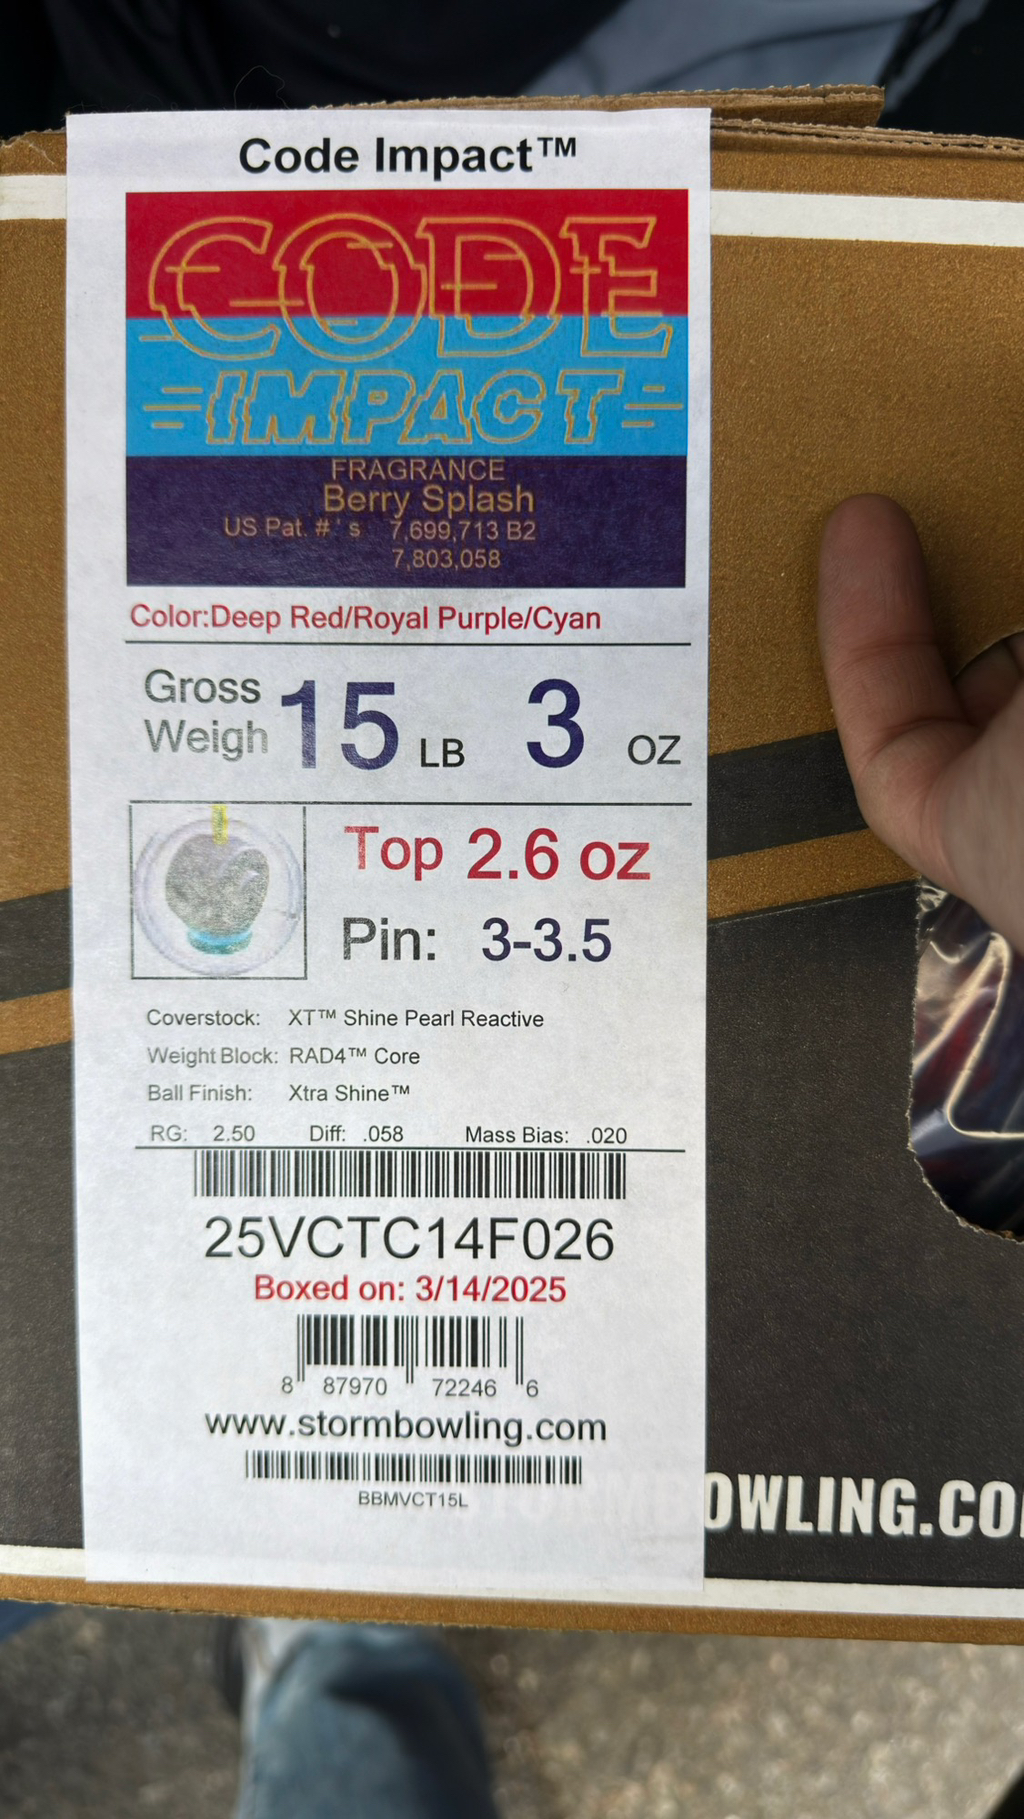 Code Impact™
CODE
IMPACT
FRAGRANCE
Berry Splash
US Pat. # ' s 7,699,713 B2
7,803,058
Color:Deep Red/Royal Purple/Cyan
Gross
Weigh 15 LB 3 OZ
Top 2.6 oz
Pin: 3-3.5
Coverstock: XT™ Shine Pearl Reactive
Weight Block: RAD4™ Core
Ball Finish: Xtra Shine™
RG: 2.50 Diff: .058 Mass Bias: .020
25VCTC14F026
Boxed on: 3/14/2025
8 87970 72246 6
www.stormbowling.com
BBMVCT15L
STORMBOWLING.CO